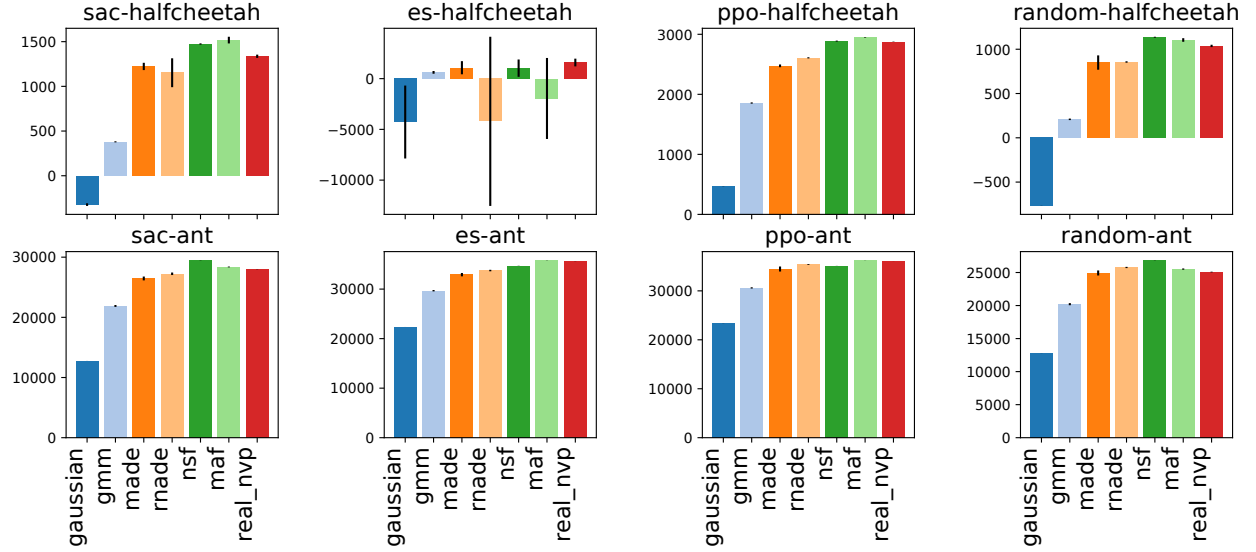 sac-halfcheetah
1500
1000
500
0
es-halfcheetah
0
−5000
−10000
ppo-halfcheetah
3000
2000
1000
0
random-halfcheetah
1000
500
0
−500
sac-ant
30000
20000
10000
0
es-ant
30000
20000
10000
0
ppo-ant
30000
20000
10000
0
random-ant
25000
20000
15000
10000
5000
0
gaussian
gmm
made
rnade
nsf
maf
real_nvp
gaussian
gmm
made
rnade
nsf
maf
real_nvp
gaussian
gmm
made
rnade
nsf
maf
real_nvp
gaussian
gmm
made
rnade
nsf
maf
real_nvp